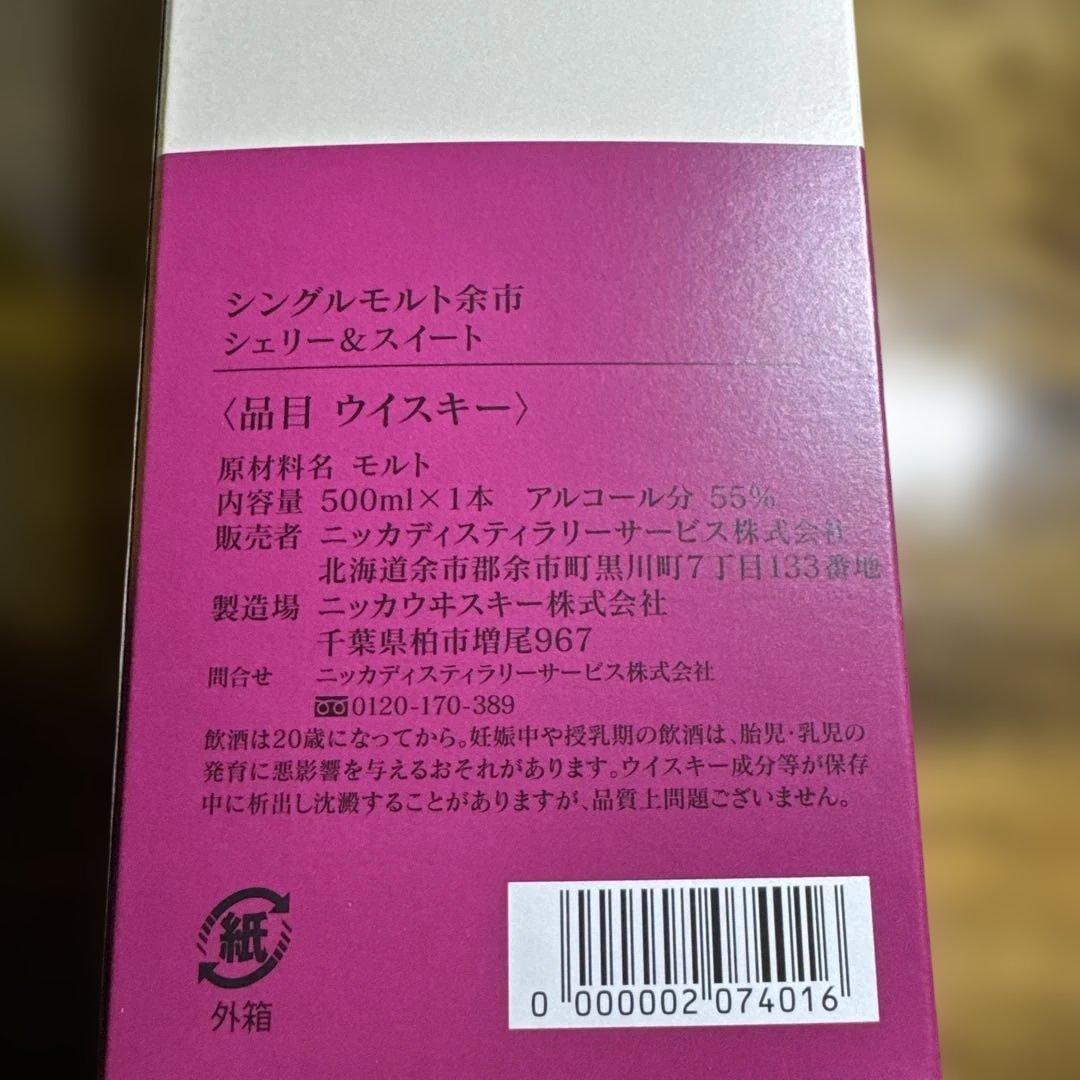 シングルモルト余市
シェリー&スイート
〈品目 ウイスキー〉
原材料名 モルト
内容量 500ml×1本 アルコール分 55%
販売者 ニッカディスティラリーサービス株式会社
北海道余市郡余市町黒川町7丁目133番地
製造場 ニッカウヰスキー株式会社
千葉県柏市増尾967
問合せ ニッカディスティラリーサービス株式会社
0120-170-389
飲酒は20歳になってから。妊娠中や授乳期の飲酒は、胎児・乳児の
発育に悪影響を与えるおそれがあります。ウイスキー成分等が保存
中に析出し沈澱することがありますが、品質上問題ございません。
紙
外箱
0 000002 074016